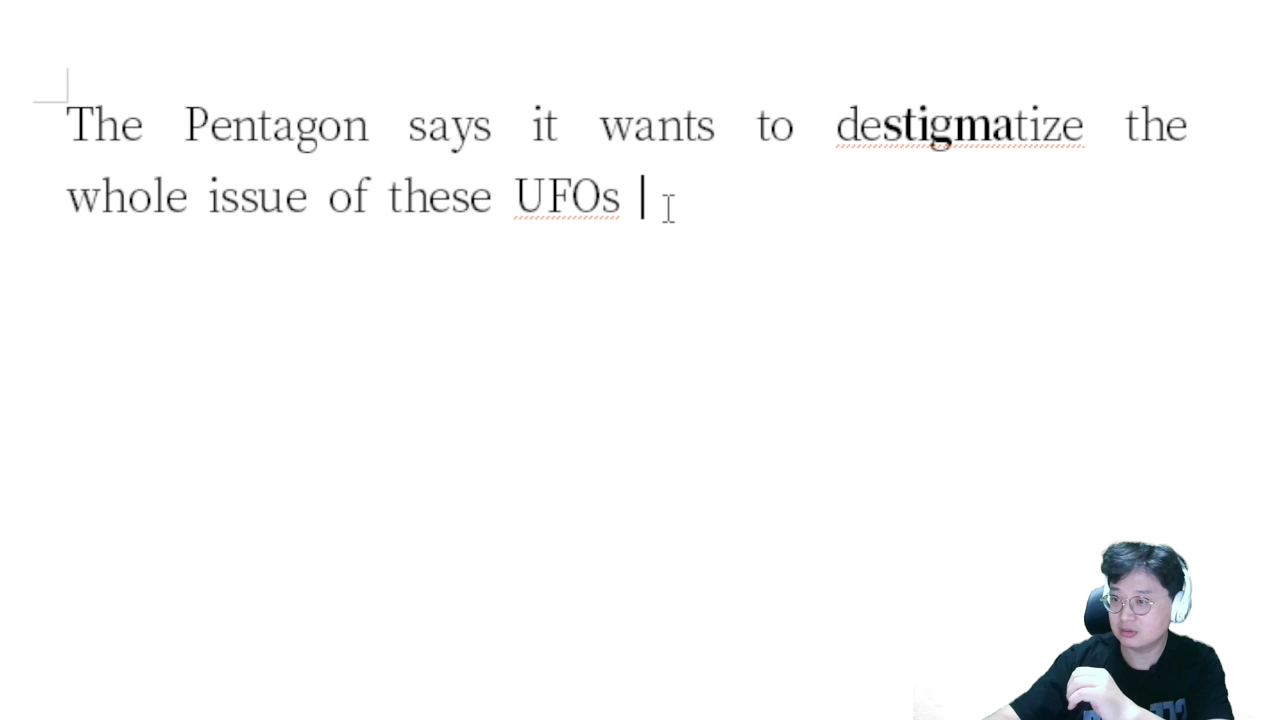 The Pentagon says it wants to destigmatize the
whole issue of these UFOs